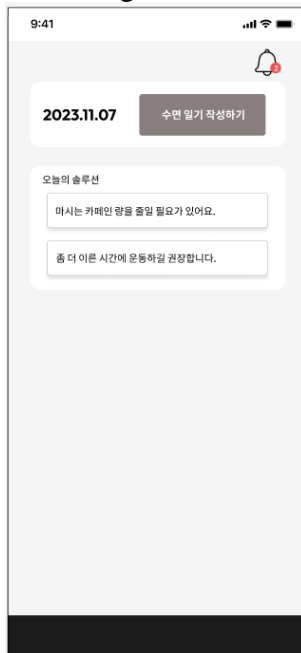 9:41
2
2023.11.07
수면 일기 작성하기
오늘의 솔루션
마시는 카페인 량을 줄일 필요가 있어요.
좀 더 이른 시간에 운동하길 권장합니다.